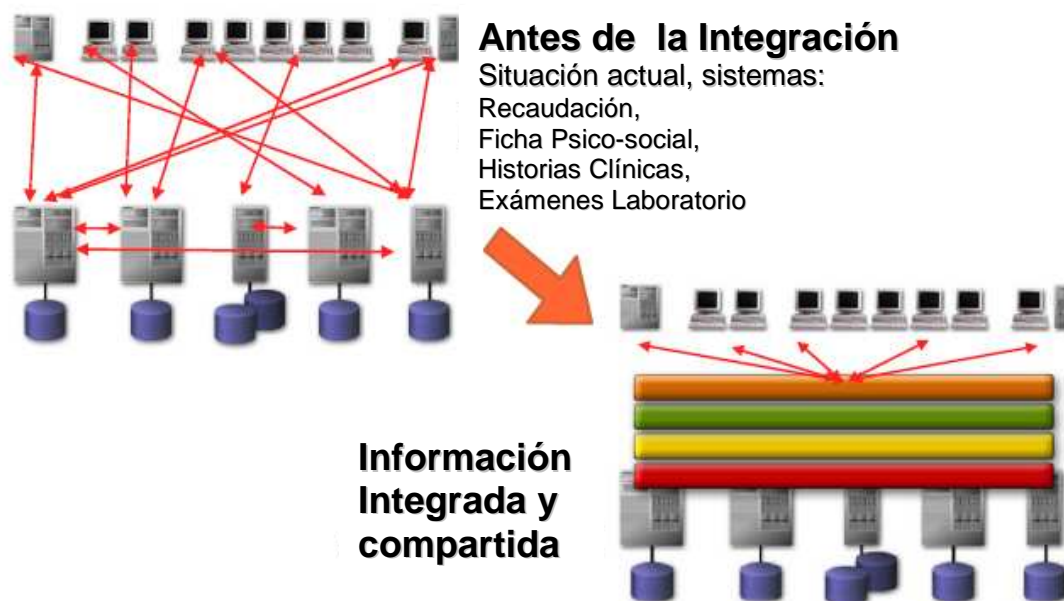 Antes de  la Integración
Situación actual, sistemas:
Recaudación,
Ficha Psico-social,
Historias Clínicas,
Exámenes Laboratorio
Información
Integrada y
compartida